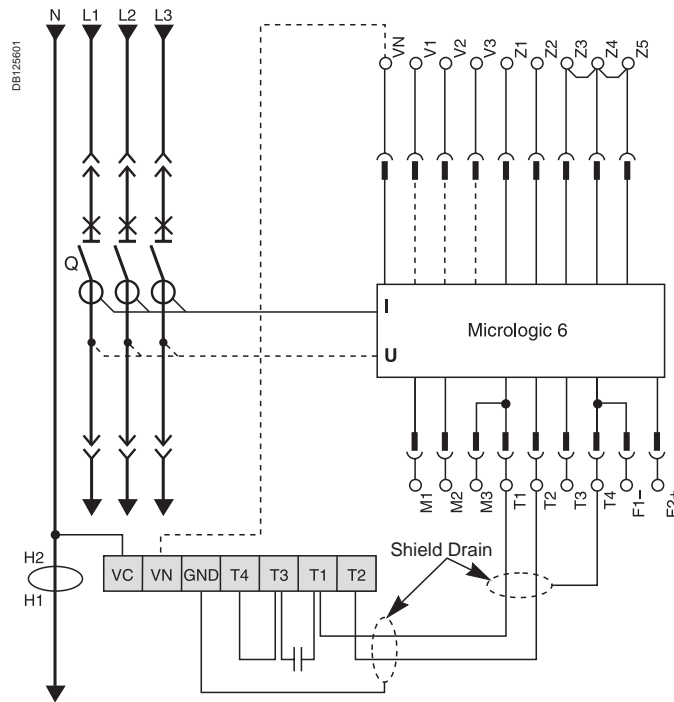 DB125601
N L1 L2 L3
VN V1 V2 V3 Z1 Z2 Z3 Z4 Z5
Q
I
Micrologic 6
U
M1 M2 M3 T1 T2 T3 T4 F1– F2+
Shield Drain
H2
H1
VC VN GND T4 T3 T1 T2